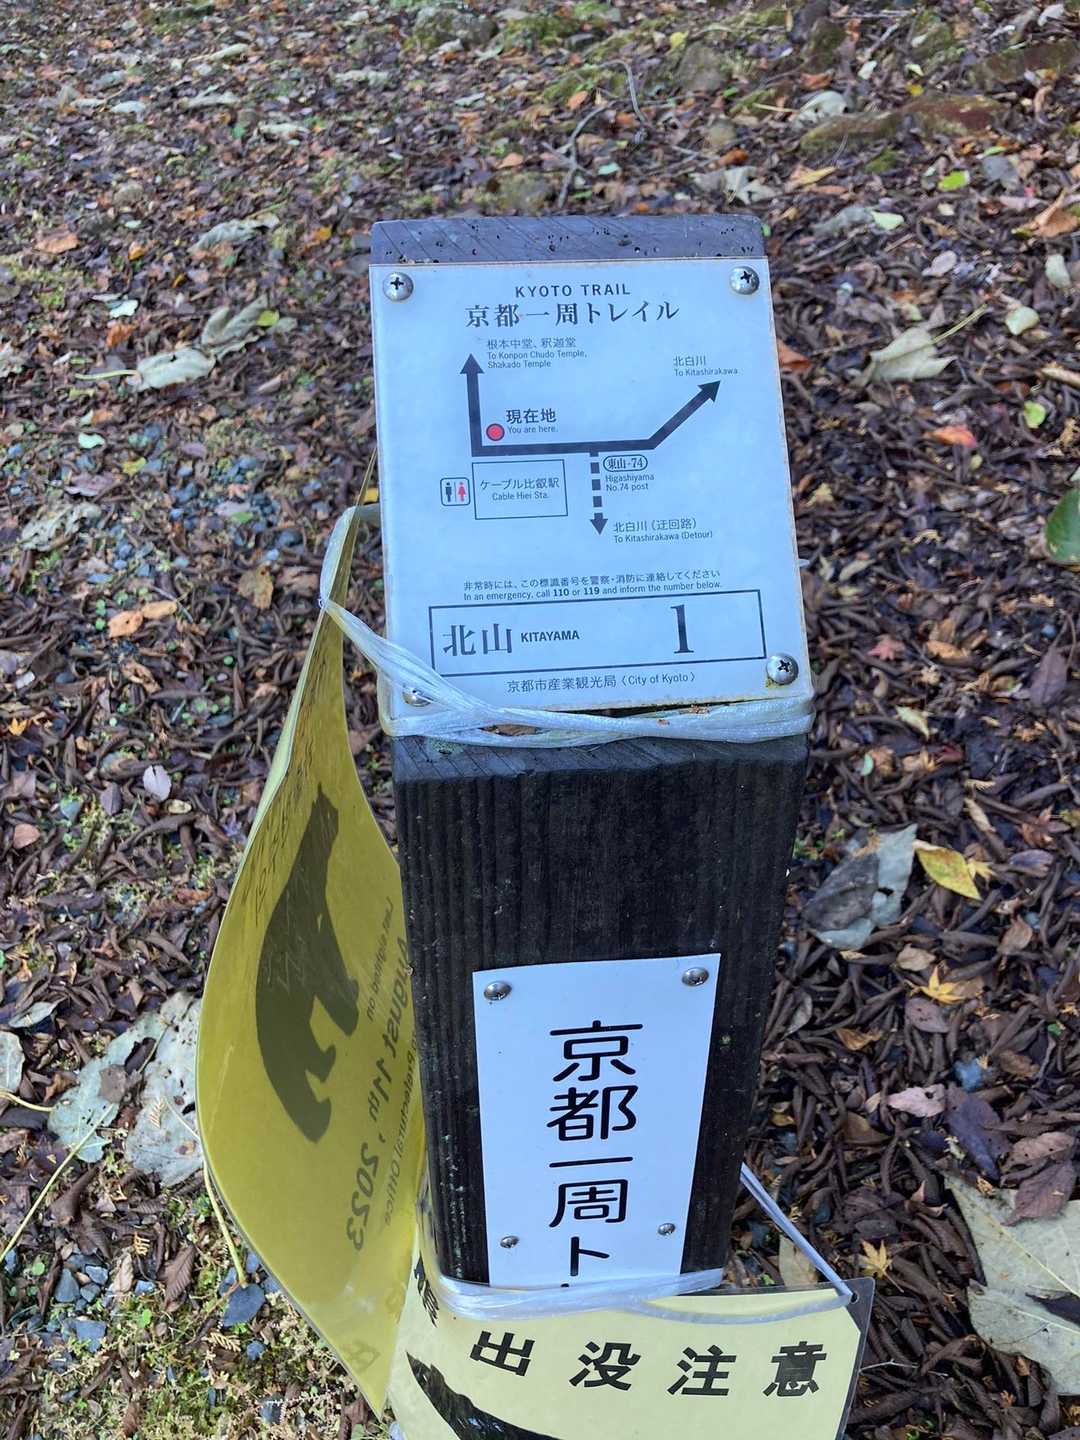 KYOTO TRAIL
京都一周トレイル
根本中堂、釈迦堂
To Konpon Chudo Temple,
Shakado Temple
北白川
To Kitashirakawa
現在地
You are here.
東山-74
Higashiyama
No.74 post
ケーブル比叡駅
Cable Hiei Sta.
北白川（迂回路）
To Kitashirakawa (Detour)
非常時には、この標識番号を警察・消防に連絡してください
In an emergency, call 110 or 119 and inform the number below.
北山 KITAYAMA 1
京都市産業観光局〈City of Kyoto〉
京都一周ト
出没注意
August 11th, 2023